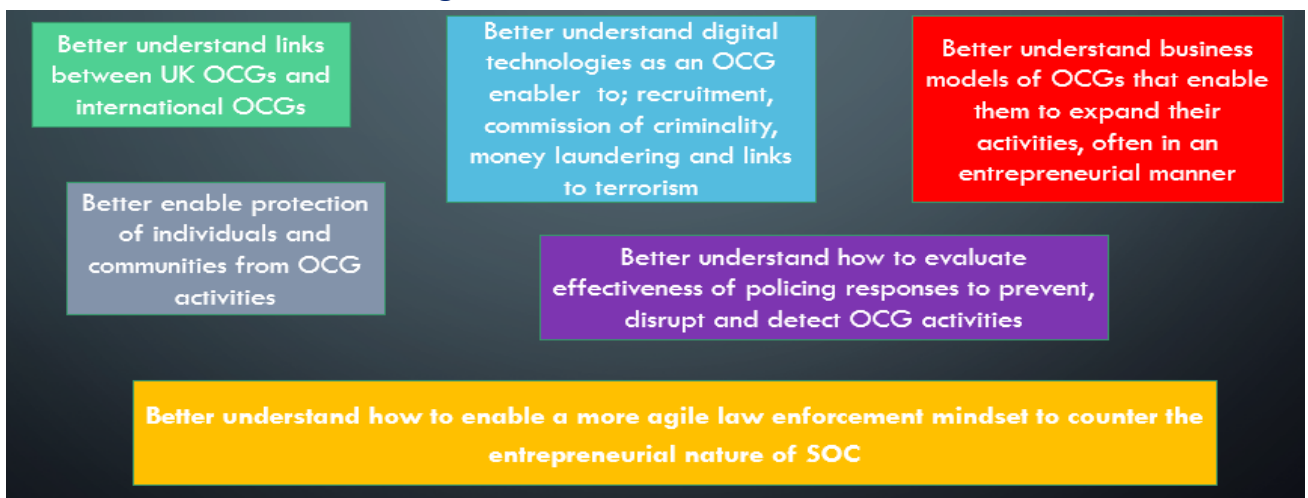 Better understand links
between UK OCGs and
international OCGs
Better understand digital
technologies as an OCG
enabler to; recruitment,
commission of criminality,
money laundering and links
to terrorism
Better understand business
models of OCGs that enable
them to expand their
activities, often in an
entrepreneurial manner
Better enable protection
of individuals and
communities from OCG
activities
Better understand how to evaluate
effectiveness of policing responses to prevent,
disrupt and detect OCG activities
Better understand how to enable a more agile law enforcement mindset to counter the
entrepreneurial nature of SOC